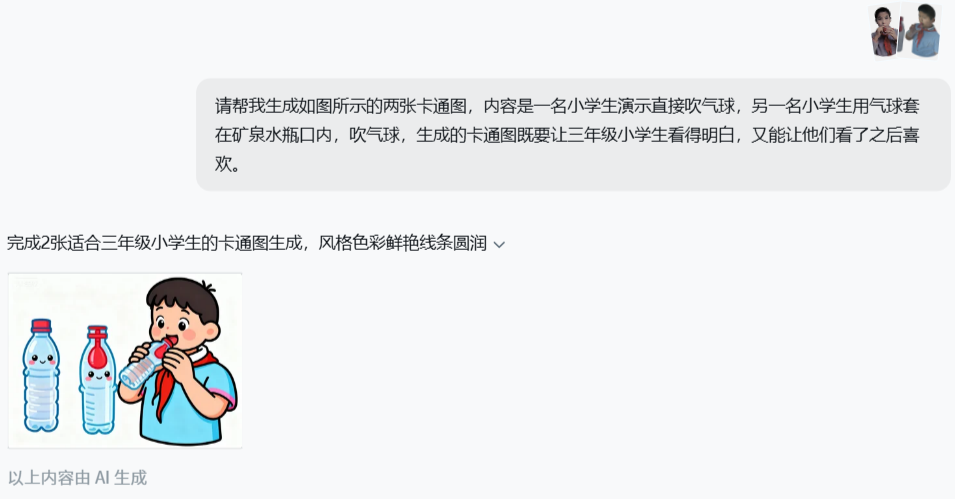 请帮我生成如图所示的两张卡通图，内容是一名小学生演示直接吹气球，另一名小学生用气球套
在矿泉水瓶口内，吹气球，生成的卡通图既要让三年级小学生看得明白，又能让他们看了之后喜
欢。
完成2张适合三年级小学生的卡通图生成，风格色彩鲜艳线条圆润
以上内容由 AI 生成